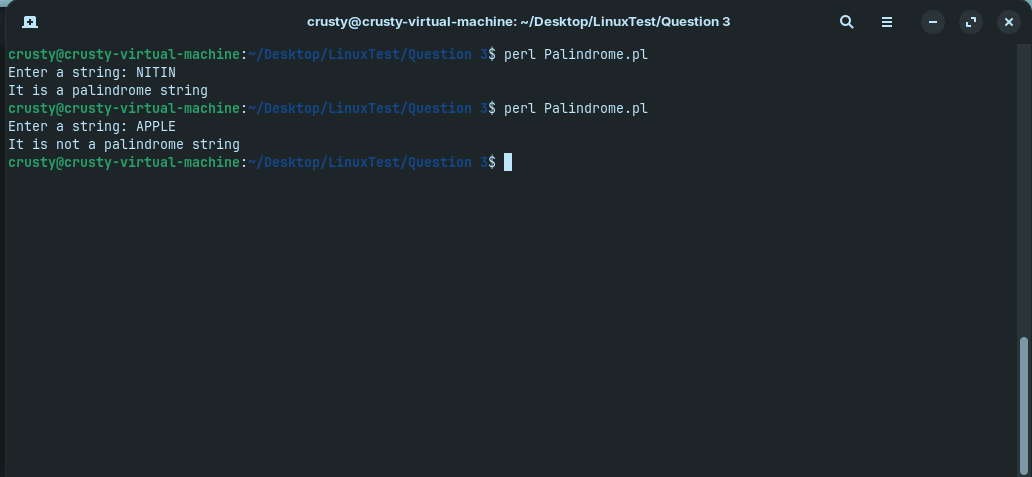 crusty@crusty-virtual-machine: ~/Desktop/LinuxTest/Question 3
crusty@crusty-virtual-machine:~/Desktop/LinuxTest/Question 3$ perl Palindrome.pl
Enter a string: NITIN
It is a palindrome string
crusty@crusty-virtual-machine:~/Desktop/LinuxTest/Question 3$ perl Palindrome.pl
Enter a string: APPLE
It is not a palindrome string
crusty@crusty-virtual-machine:~/Desktop/LinuxTest/Question 3$